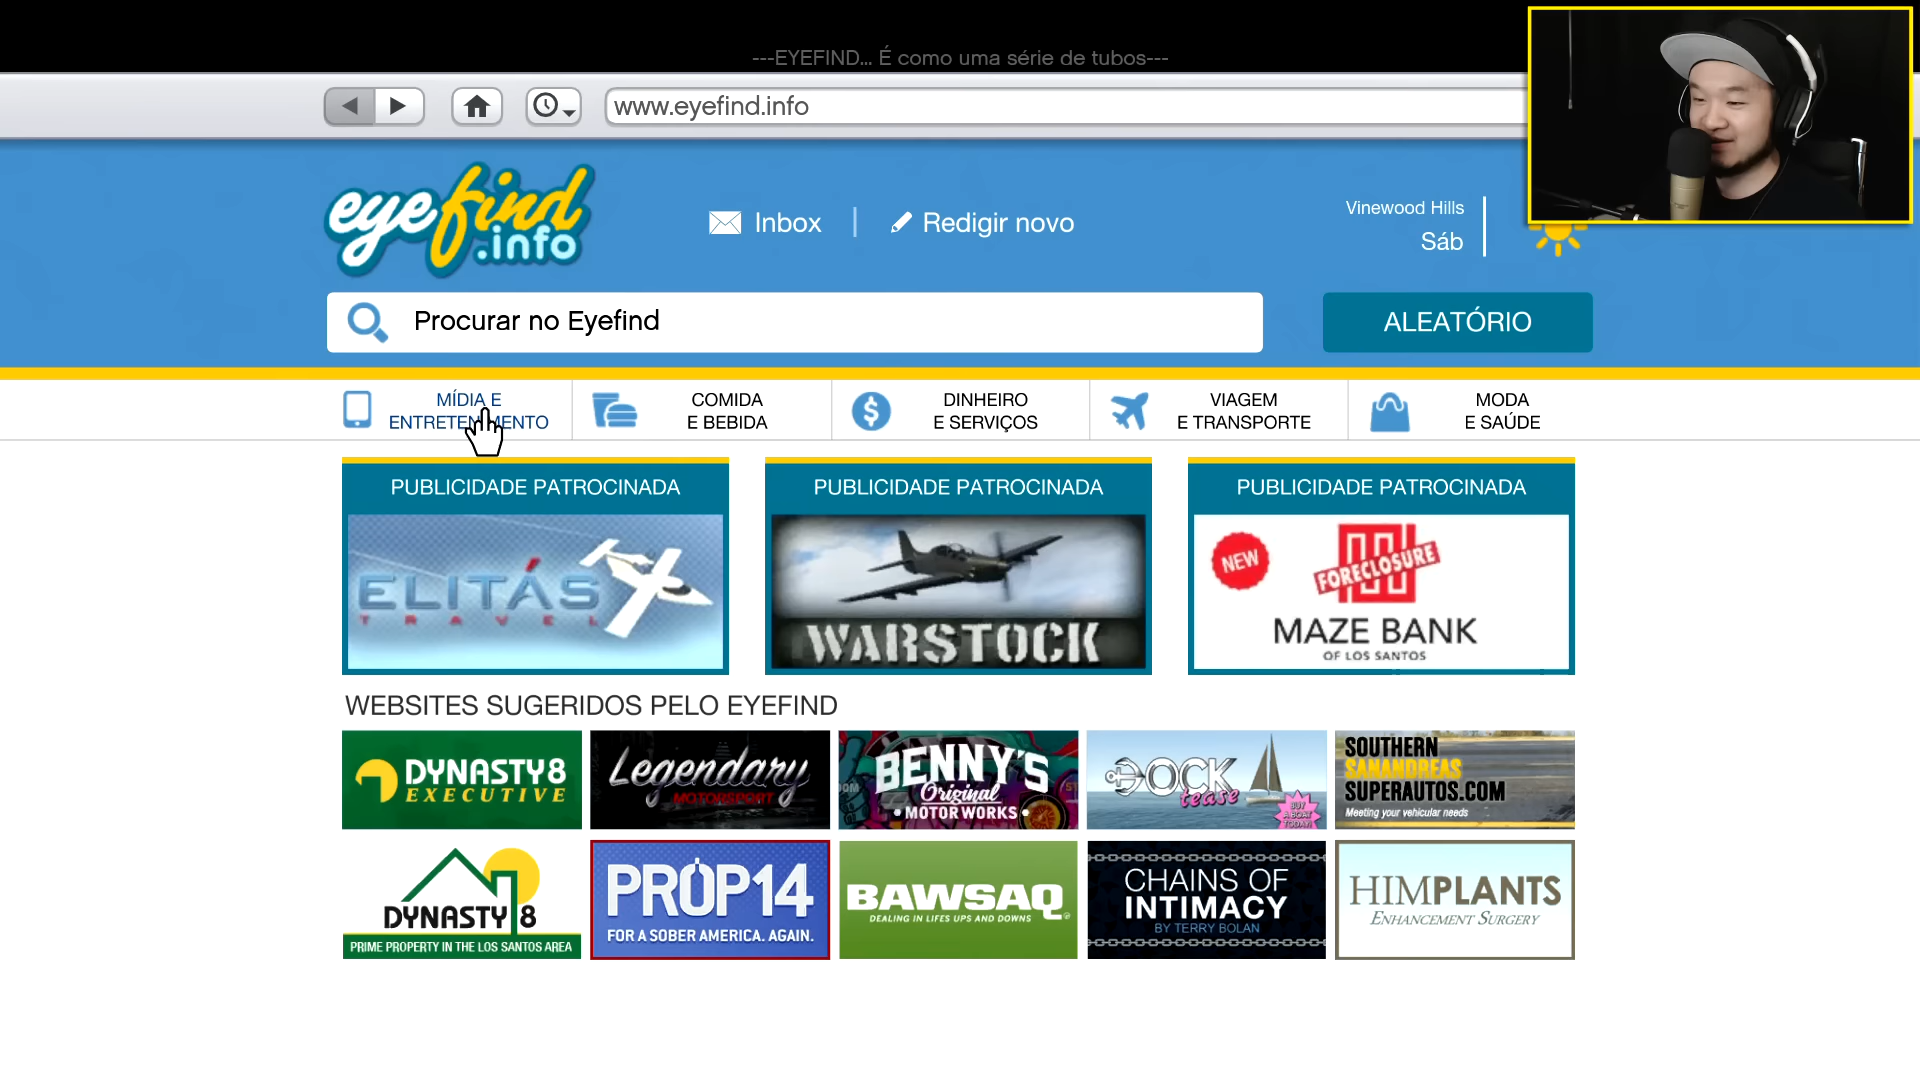 ---EYEFIND... É como uma série de tubos---
www.eyefind.info
eyefind
.info
Inbox
Redigir novo
Vinewood Hills
Sáb
Procurar no Eyefind
ALEATÓRIO
MÍDIA E
ENTRETENIMENTO
COMIDA
E BEBIDA
DINHEIRO
E SERVIÇOS
VIAGEM
E TRANSPORTE
MODA
E SAÚDE
PUBLICIDADE PATROCINADA
ELITÁS
TRAVEL
PUBLICIDADE PATROCINADA
WARSTOCK
PUBLICIDADE PATROCINADA
NEW
FORECLOSURE
MAZE BANK
OF LOS SANTOS
WEBSITES SUGERIDOS PELO EYEFIND
DYNASTY8
EXECUTIVE
Legendary
MOTORSPORT
BENNY'S
Original
• MOTOR WORKS •
DOCK
tease
BUY
A BOAT
TODAY!
SOUTHERN
SANANDREAS
SUPERAUTOS.COM
Meeting your vehicular needs
DYNASTY 8
PRIME PROPERTY IN THE LOS SANTOS AREA
PROP14
FOR A SOBER AMERICA. AGAIN.
BAWSAQ
DEALING IN LIFES UPS AND DOWNS
CHAINS OF
INTIMACY
BY TERRY BOLAN
HIMPLANTS
ENHANCEMENT SURGERY